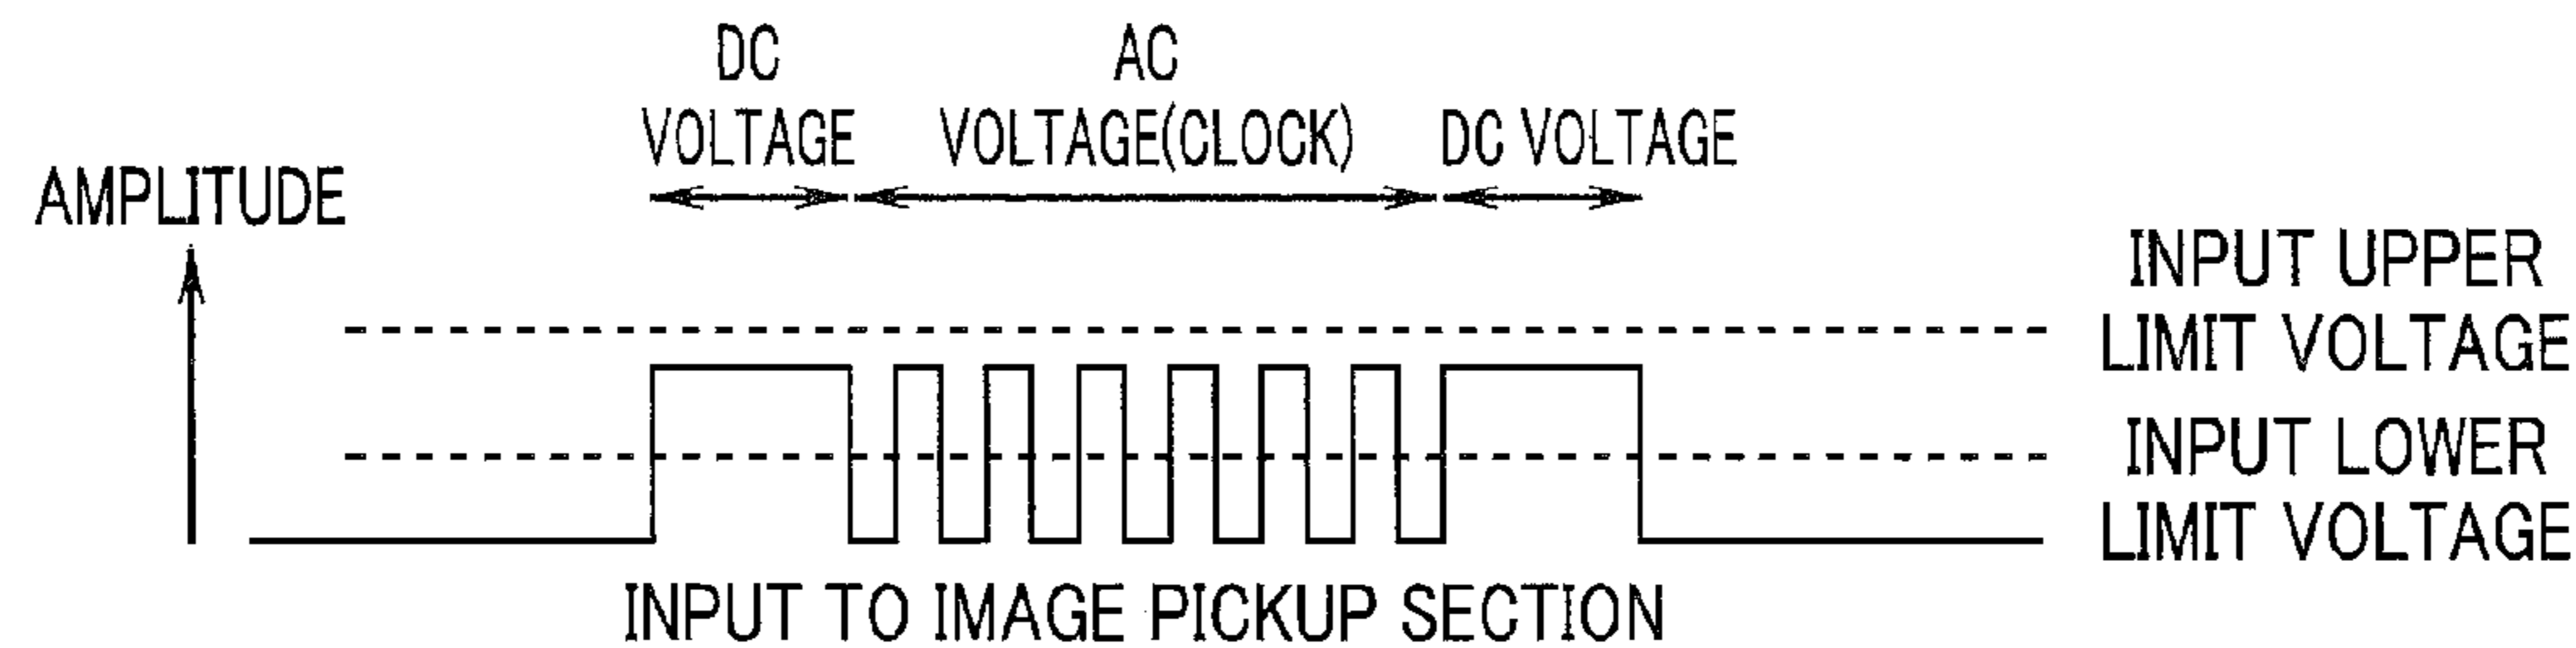 DC
VOLTAGE
AC
VOLTAGE(CLOCK)
DC VOLTAGE
AMPLITUDE
INPUT UPPER
LIMIT VOLTAGE
INPUT LOWER
LIMIT VOLTAGE
INPUT TO IMAGE PICKUP SECTION